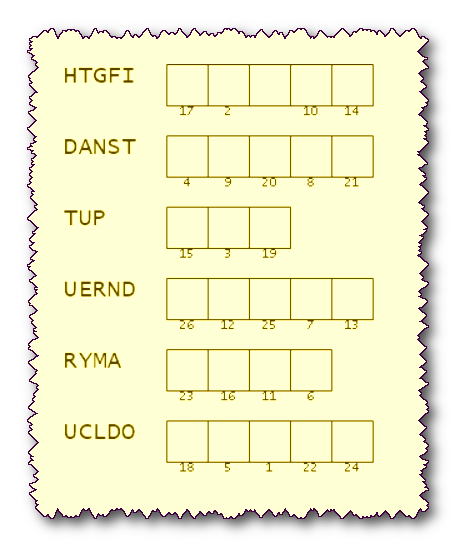 HTGFI
17 2 10 14
DANST
4 9 20 8 21
TUP
15 3 19
UERND
26 12 25 7 13
RYMA
23 16 11 6
UCLDO
18 5 1 22 24